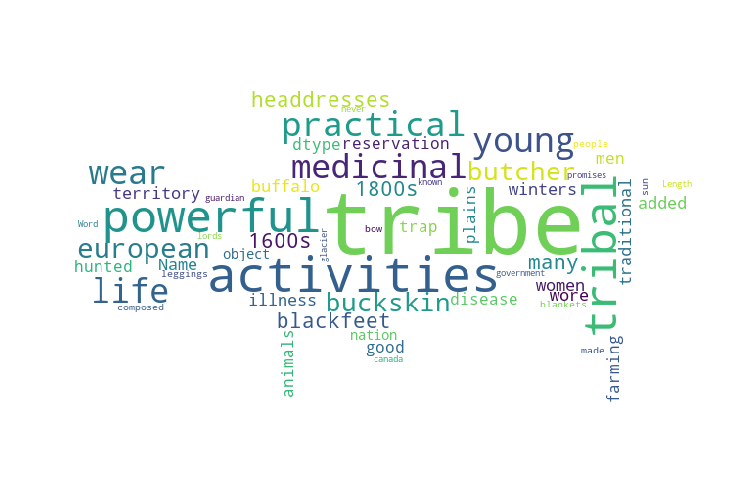 headdresses
never
practical
young
dtype reservation
people
men
medicinal
wear
butcher
promises
buffalo
1800s
known
winters
sun
Length
territory
guardian
tribal
traditional
added
powerful
tribe
plains
Word
lords
1600s
bow
trap
european
glacier
object
many
hunted
Name
leggings
activities
government
life
women
wore
illness
buckskin
disease
blankets
composed
blackfeet
nation
good
canada
made
animals
farming